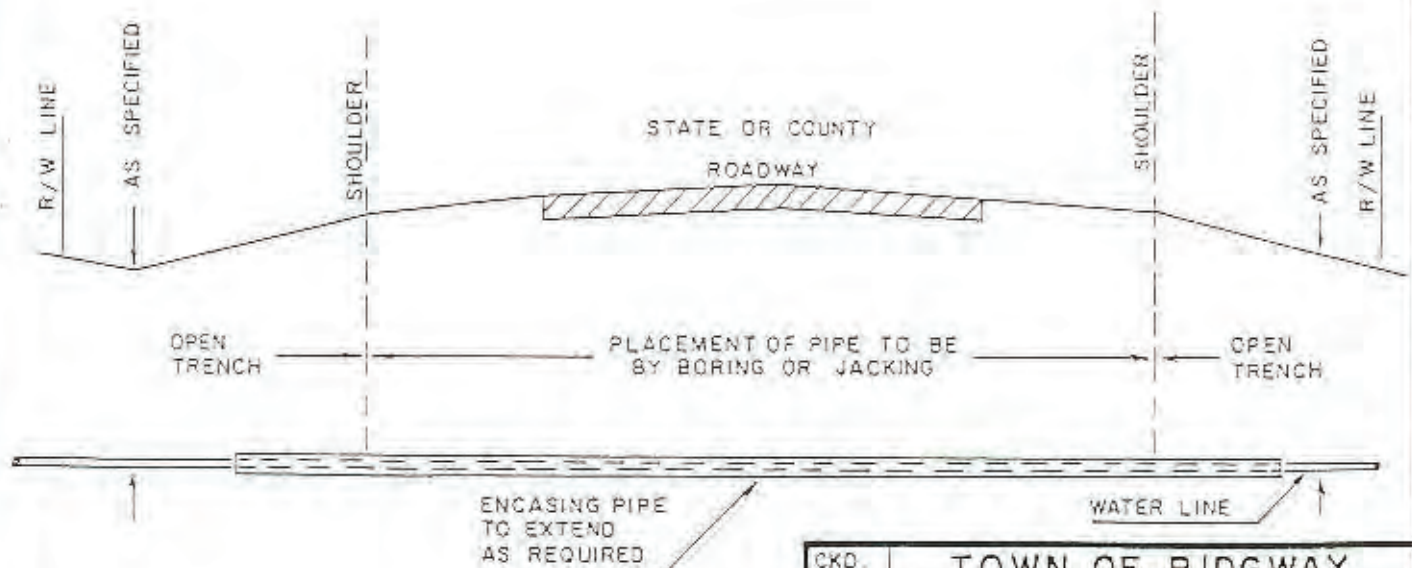 R/W LINE
AS SPECIFIED
SHOULDER
STATE OR COUNTY
ROADWAY
SHOULDER
AS SPECIFIED
R/W LINE
OPEN
TRENCH
PLACEMENT OF PIPE TO BE
BY BORING OR JACKING
OPEN
TRENCH
ENCASING PIPE
TO EXTEND
AS REQUIRED
WATER LINE
CKD.
TOWN OF RIDGWAY